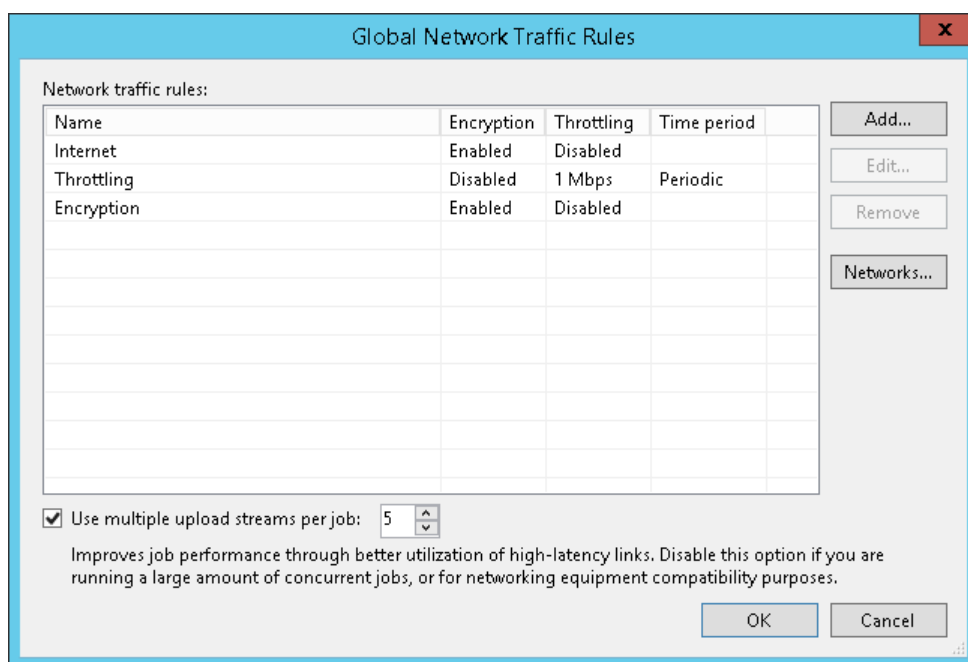 Global Network Traffic Rules
x
Network traffic rules:
Name Encryption Throttling Time period
Internet Enabled Disabled
Throttling Disabled 1 Mbps Periodic
Encryption Enabled Disabled
Add...
Edit...
Remove
Networks...
Use multiple upload streams per job: 5
Improves job performance through better utilization of high-latency links. Disable this option if you are
running a large amount of concurrent jobs, or for networking equipment compatibility purposes.
OK Cancel